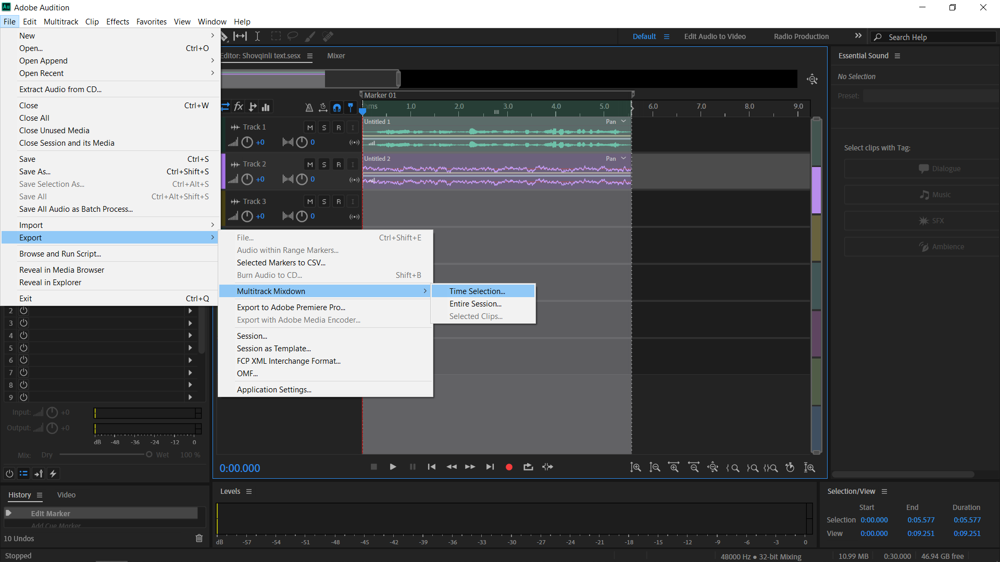 Adobe Audition
File Edit Multitrack Clip Effects Favorites View Window Help
New
Open... Ctrl+O
Open Append
Open Recent
Extract Audio from CD...
Close Ctrl+W
Close All
Close Unused Media
Close Session and its Media
Save Ctrl+S
Save As... Ctrl+Shift+S
Save Selection As... Ctrl+Alt+S
Save All Ctrl+Alt+Shift+S
Save All Audio as Batch Process...
Import
Export
Browse and Run Script...
Reveal in Media Browser
Reveal in Explorer
Exit Ctrl+Q
File... Ctrl+Shift+E
Audio within Range Markers...
Selected Markers to CSV...
Burn Audio to CD... Shift+B
Multitrack Mixdown
Export to Adobe Premiere Pro...
Export with Adobe Media Encoder...
Session...
Session as Template...
FCP XML Interchange Format...
OMF...
Application Settings...
Time Selection...
Entire Session...
Selected Clips...
Default Edit Audio to Video Radio Production
Search Help
Editor: Shovqinli text.sesx Mixer
Marker 01
hms 1.0 2.0 3.0 4.0 5.0 6.0 7.0 8.0 9.0
fx
Track 1 M S R I
+0 0
Untitled 1 Pan
Track 2 M S R I
+0 0
Untitled 2 Pan
Track 3 M S R I
+0 0
Essential Sound
No Selection
Preset:
Select clips with Tag:
Dialogue
Music
SFX
Ambience
2
3
4
5
6
7
8
9
Input: +0
Output: +0
dB -48 -36 -24 -12 0
Mix: Dry Wet 100 %
0:00.000
History Video
Edit Marker
Add Cue Marker
10 Undos
Levels
dB -57 -54 -51 -48 -45 -42 -39 -36 -33 -30 -27 -24 -21 -18 -15 -12 -9 -6 -3 0
Selection/View
Start End Duration
Selection 0:00.000 0:05.577 0:05.577
View 0:00.000 0:09.251 0:09.251
Stopped
48000 Hz ● 32-bit Mixing 10.99 MB 0:30.000 46.94 GB free